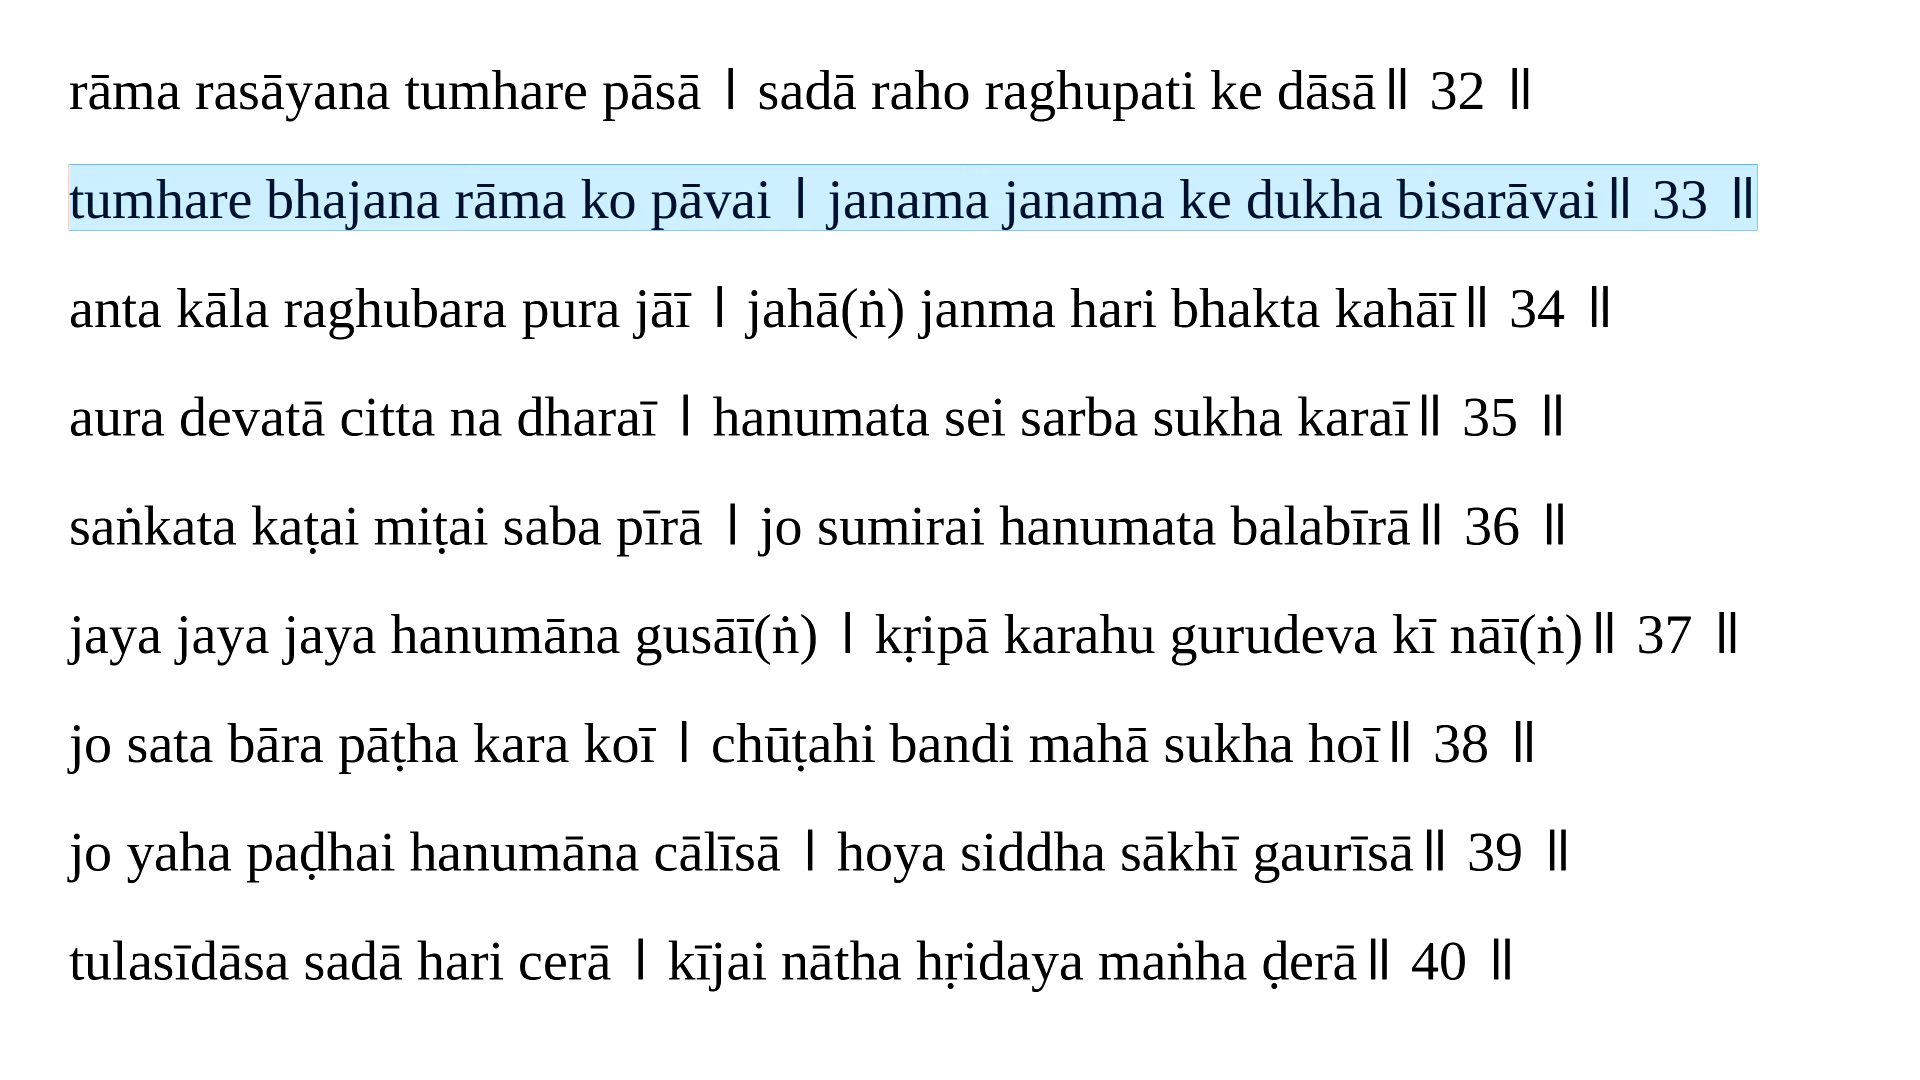 rāma rasāyana tumhare pāsā । sadā raho raghupati ke dāsā॥ 32 ॥
tumhare bhajana rāma ko pāvai । janama janama ke dukha bisarāvai॥ 33 ॥
anta kāla raghubara pura jāī । jahā(ṅ) janma hari bhakta kahāī॥ 34 ॥
aura devatā citta na dharaī । hanumata sei sarba sukha karaī॥ 35 ॥
saṅkata kaṭai miṭai saba pīrā । jo sumirai hanumata balabīrā॥ 36 ॥
jaya jaya jaya hanumāna gusāī(ṅ) । kṛipā karahu gurudeva kī nāī(ṅ)॥ 37 ॥
jo sata bāra pāṭha kara koī । chūṭahi bandi mahā sukha hoī॥ 38 ॥
jo yaha paḍhai hanumāna cālīsā । hoya siddha sākhī gaurīsā॥ 39 ॥
tulasīdāsa sadā hari cerā । kījai nātha hṛidaya maṅha ḍerā॥ 40 ॥